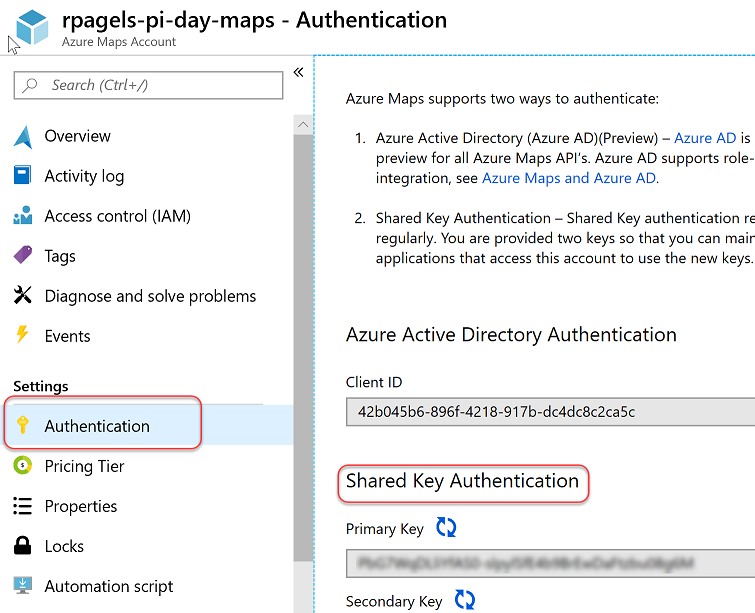 rpagels-pi-day-maps - Authentication
Azure Maps Account
Search (Ctrl+/)
«
Overview
Activity log
Access control (IAM)
Tags
Diagnose and solve problems
Events
Settings
Authentication
Pricing Tier
Properties
Locks
Automation script
Azure Maps supports two ways to authenticate:
1. Azure Active Directory (Azure AD)(Preview) – Azure AD is
preview for all Azure Maps API's. Azure AD supports role-
integration, see Azure Maps and Azure AD.
2. Shared Key Authentication – Shared Key authentication re
regularly. You are provided two keys so that you can main
applications that access this account to use the new keys.
Azure Active Directory Authentication
Client ID
42b045b6-896f-4218-917b-dc4dc8c2ca5c
Shared Key Authentication
Primary Key
Secondary Key